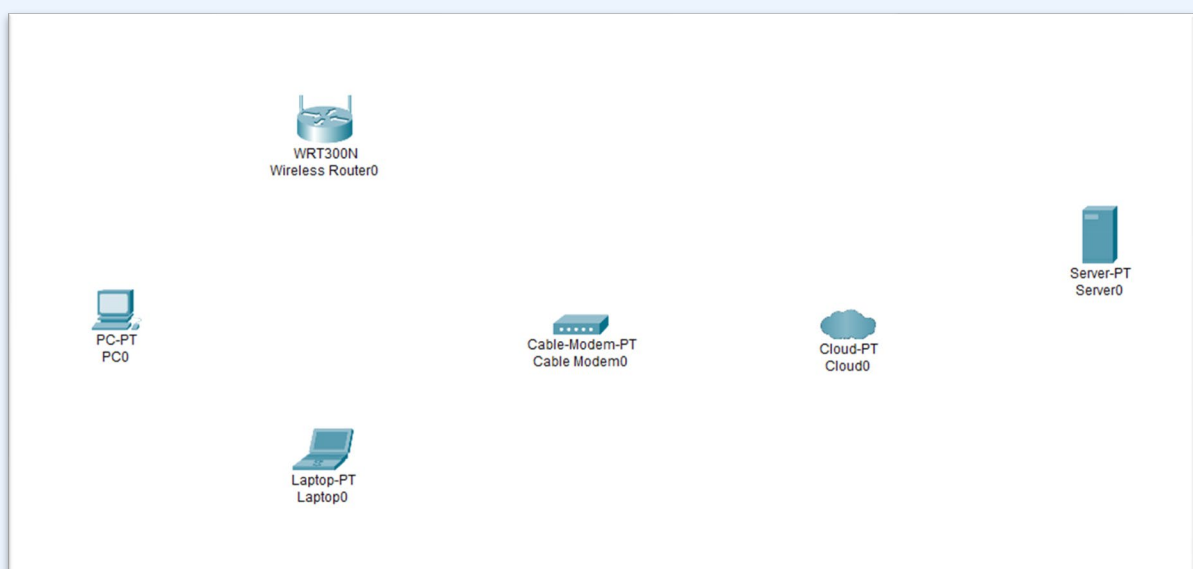 WRT300N
Wireless Router0
Server-PT
Server0
PC-PT
PC0
Cable-Modem-PT
Cable Modem0
Cloud-PT
Cloud0
Laptop-PT
Laptop0